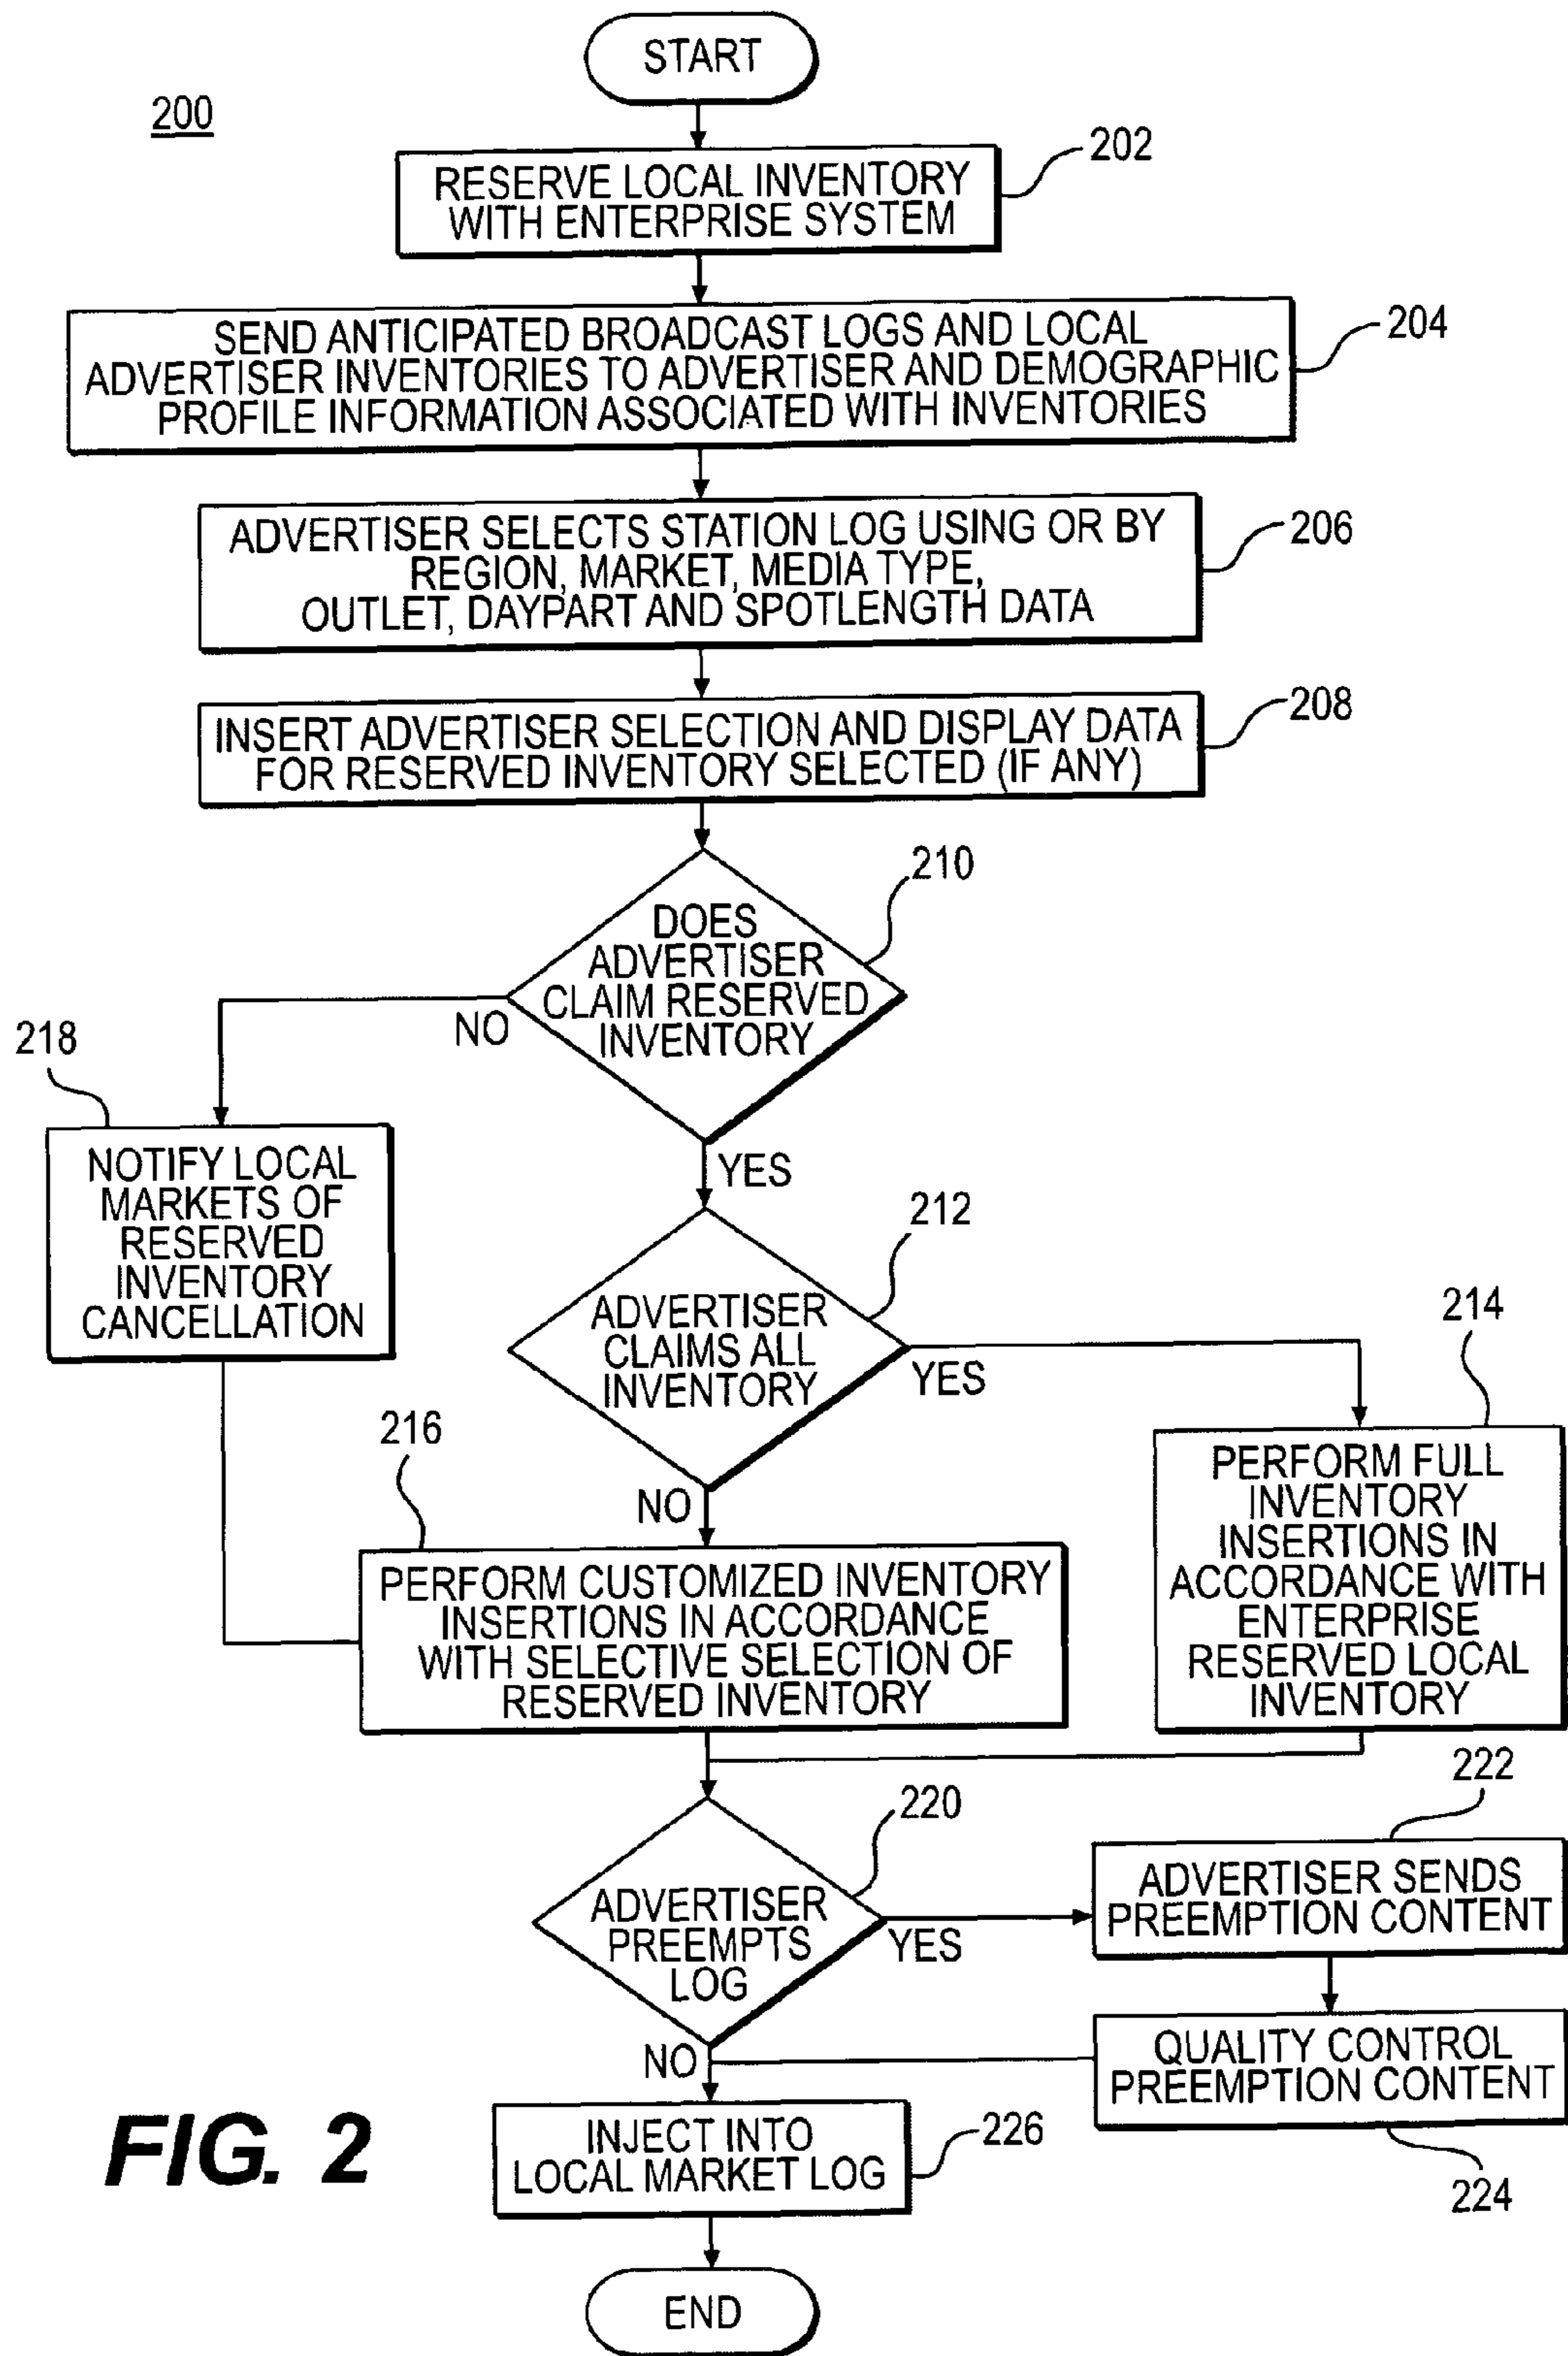 START
200
202
RESERVE LOCAL INVENTORY
WITH ENTERPRISE SYSTEM
204
SEND ANTICIPATED BROADCAST LOGS AND LOCAL
ADVERTISER INVENTORIES TO ADVERTISER AND DEMOGRAPHIC
PROFILE INFORMATION ASSOCIATED WITH INVENTORIES
206
ADVERTISER SELECTS STATION LOG USING OR BY
REGION, MARKET, MEDIA TYPE,
OUTLET, DAYPART AND SPOTLENGTH DATA
208
INSERT ADVERTISER SELECTION AND DISPLAY DATA
FOR RESERVED INVENTORY SELECTED (IF ANY)
210
DOES
ADVERTISER
CLAIM RESERVED
INVENTORY
NO
YES
218
NOTIFY LOCAL
MARKETS OF
RESERVED
INVENTORY
CANCELLATION
212
ADVERTISER
CLAIMS ALL
INVENTORY
YES
NO
214
PERFORM FULL
INVENTORY
INSERTIONS IN
ACCORDANCE WITH
ENTERPRISE
RESERVED LOCAL
INVENTORY
216
PERFORM CUSTOMIZED INVENTORY
INSERTIONS IN ACCORDANCE
WITH SELECTIVE SELECTION OF
RESERVED INVENTORY
220
ADVERTISER
PREEMPTS
LOG
YES
NO
222
ADVERTISER SENDS
PREEMPTION CONTENT
QUALITY CONTROL
PREEMPTION CONTENT
224
INJECT INTO
LOCAL MARKET LOG
226
END
FIG. 2